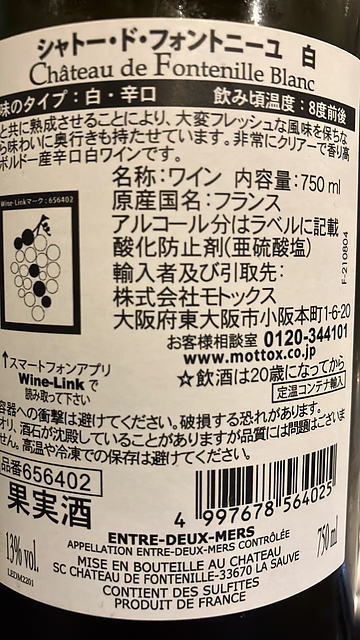 シャトー・ド・フォントニーユ 白
Château de Fontenille Blanc
味のタイプ：白・辛口 飲み頃温度：8度前後
と共に熟成させることにより、大変フレッシュな風味を保ちな
ら味わいに奥行きも持たせています。非常にクリアーで香り高
ボルドー産辛口白ワインです。
名称：ワイン 内容量：750 ml
原産国名：フランス
アルコール分はラベルに記載
酸化防止剤(亜硫酸塩)
輸入者及び引取先：
株式会社モトックス
大阪府東大阪市小阪本町1-6-20
お客様相談室 0120-344101
www.mottox.co.jp
☆飲酒は20歳になってから
定温コンテナ輸入
F-210804
Wine-Linkマーク：656402
↑スマートフォンアプリ
Wine-Link で
読み取って下さい
容器への衝撃は避けてください。破損する恐れがあります。
オリ、酒石が沈殿していることがありますが品質には問題はございま
せん。高温や冷凍での保存は避けてください。
品番656402
果実酒
4 997678 564025
ENTRE-DEUX-MERS
APPELLATION ENTRE-DEUX-MERS CONTRÔLÉE
MISE EN BOUTEILLE AU CHATEAU
SC CHATEAU DE FONTENILLE-33670 LA SAUVE
CONTIENT DES SULFITES
PRODUIT DE FRANCE
13% vol.
LEDM2201
750 ml